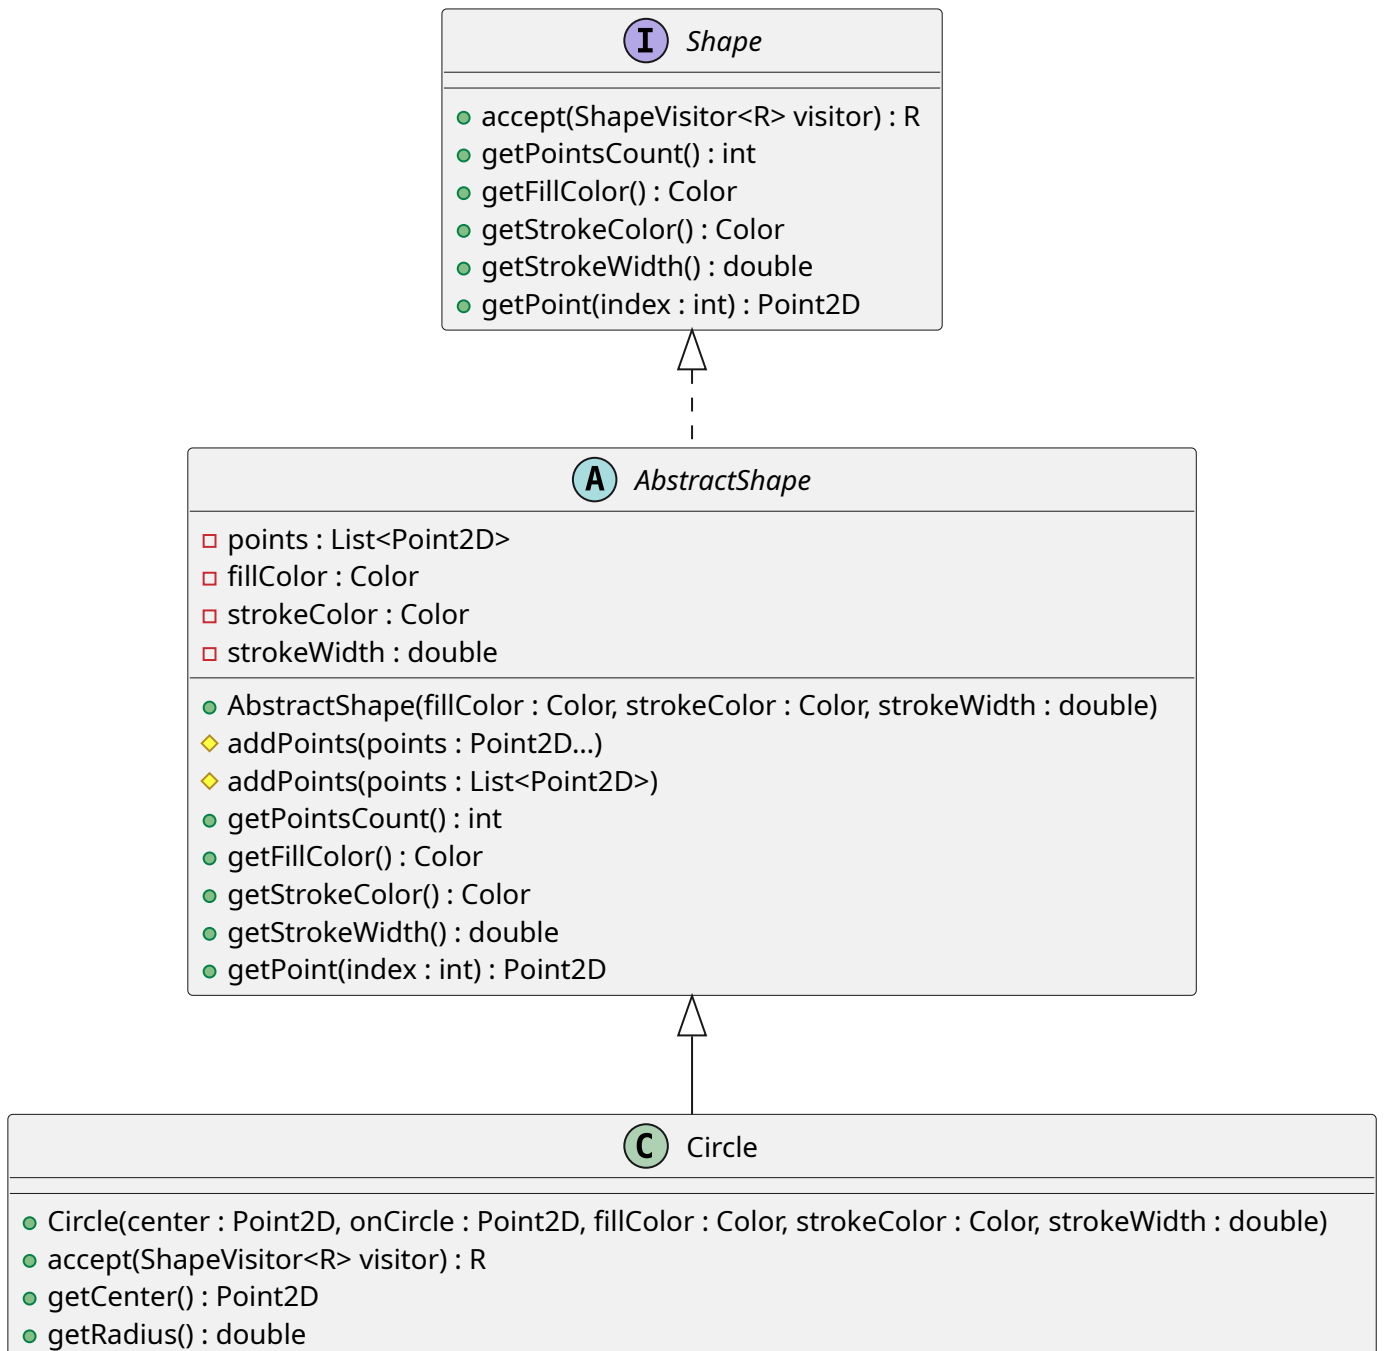 I Shape
accept(ShapeVisitor<R> visitor) : R
getPointsCount() : int
getFillColor() : Color
getStrokeColor() : Color
getStrokeWidth() : double
getPoint(index : int) : Point2D
A AbstractShape
points : List<Point2D>
fillColor : Color
strokeColor : Color
strokeWidth : double
AbstractShape(fillColor : Color, strokeColor : Color, strokeWidth : double)
addPoints(points : Point2D...)
addPoints(points : List<Point2D>)
getPointsCount() : int
getFillColor() : Color
getStrokeColor() : Color
getStrokeWidth() : double
getPoint(index : int) : Point2D
C Circle
Circle(center : Point2D, onCircle : Point2D, fillColor : Color, strokeColor : Color, strokeWidth : double)
accept(ShapeVisitor<R> visitor) : R
getCenter() : Point2D
getRadius() : double